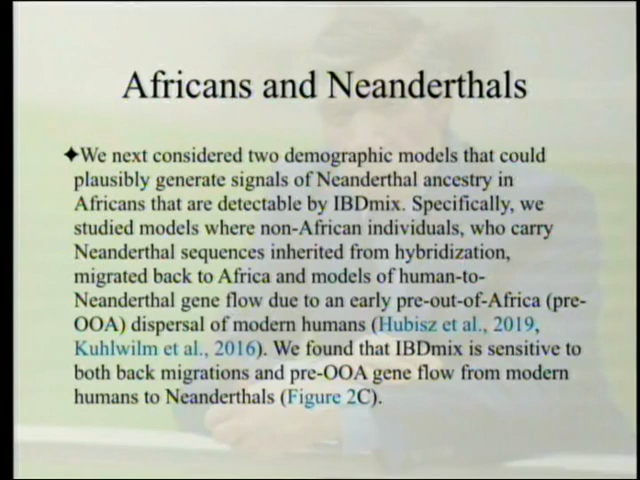 Africans and Neanderthals
✦We next considered two demographic models that could
plausibly generate signals of Neanderthal ancestry in
Africans that are detectable by IBDmix. Specifically, we
studied models where non-African individuals, who carry
Neanderthal sequences inherited from hybridization,
migrated back to Africa and models of human-to-
Neanderthal gene flow due to an early pre-out-of-Africa (pre-
OOA) dispersal of modern humans (Hubisz et al., 2019,
Kuhlwilm et al., 2016). We found that IBDmix is sensitive to
both back migrations and pre-OOA gene flow from modern
humans to Neanderthals (Figure 2C).